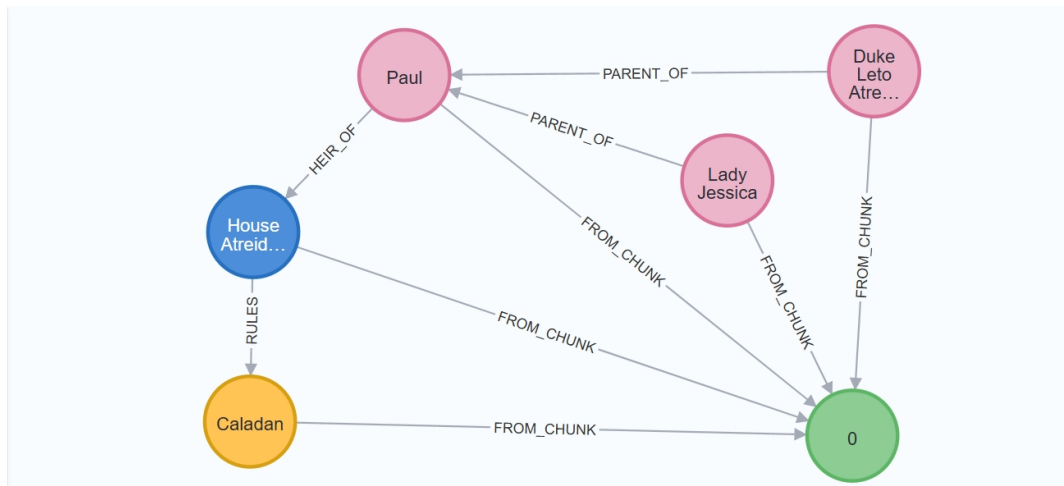 Duke
Leto
Atre…
Paul
PARENT_OF
PARENT_OF
Lady
Jessica
HEIR_OF
House
Atreid…
FROM_CHUNK
FROM_CHUNK
FROM_CHUNK
RULES
FROM_CHUNK
Caladan
FROM_CHUNK
0